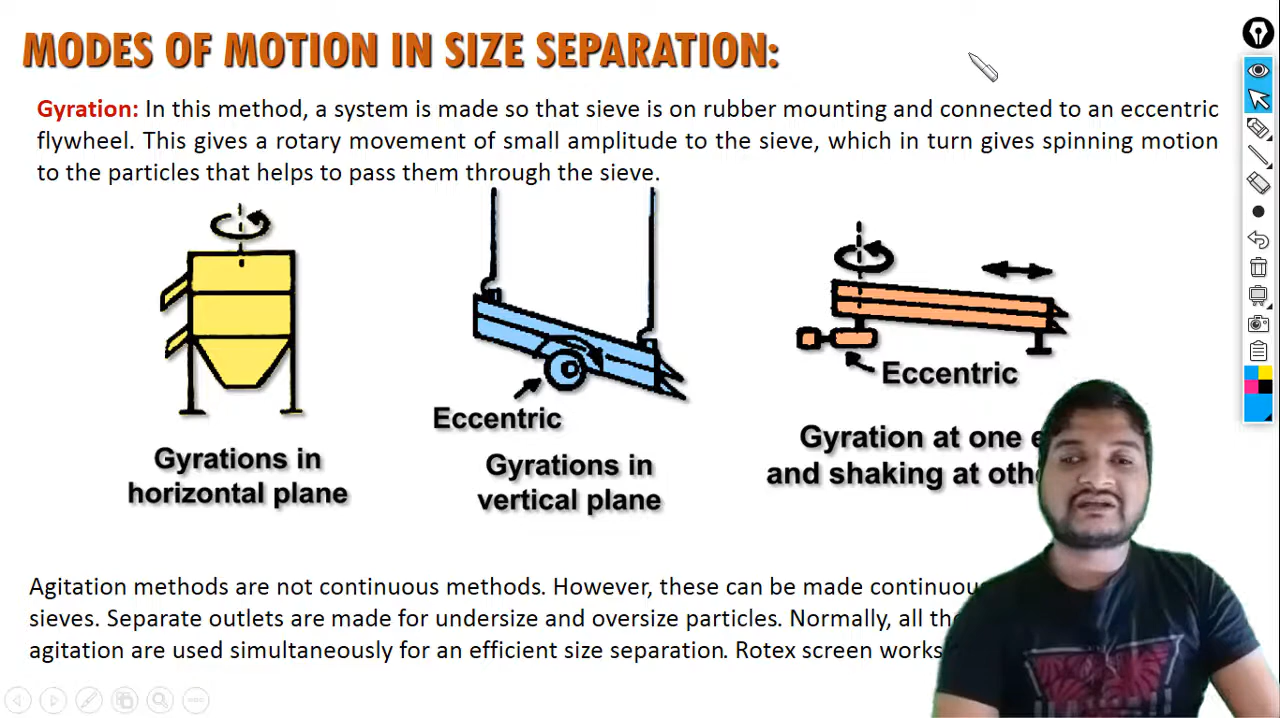 MODES OF MOTION IN SIZE SEPARATION:
Gyration: In this method, a system is made so that sieve is on rubber mounting and connected to an eccentric
flywheel. This gives a rotary movement of small amplitude to the sieve, which in turn gives spinning motion
to the particles that helps to pass them through the sieve.
Eccentric
Gyrations in
horizontal plane
Eccentric
Gyrations in
vertical plane
Gyration at one
and shaking at
Agitation methods are not continuous methods. However, these can be made
sieves. Separate outlets are made for undersize and oversize particles. Normally, all
agitation are used simultaneously for an efficient size separation. Rotex screen works